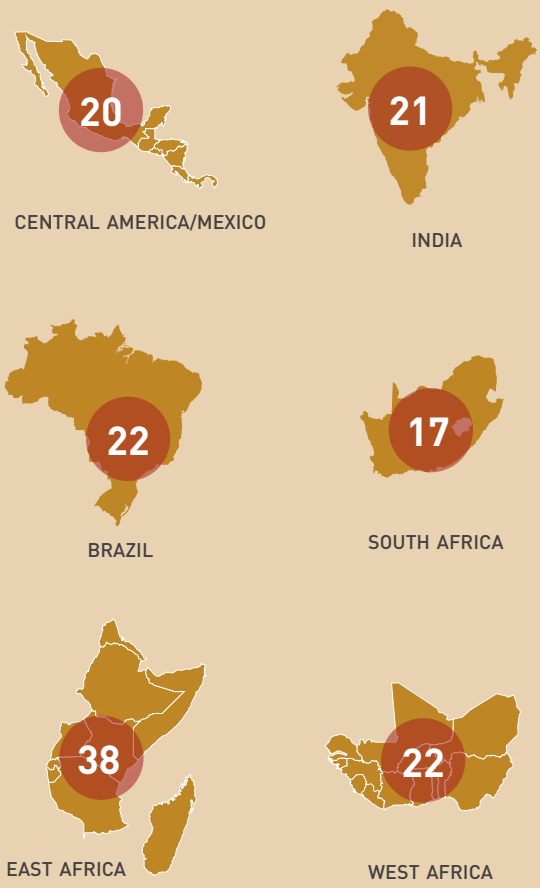 20
CENTRAL AMERICA/MEXICO
21
INDIA
22
BRAZIL
17
SOUTH AFRICA
38
EAST AFRICA
22
WEST AFRICA